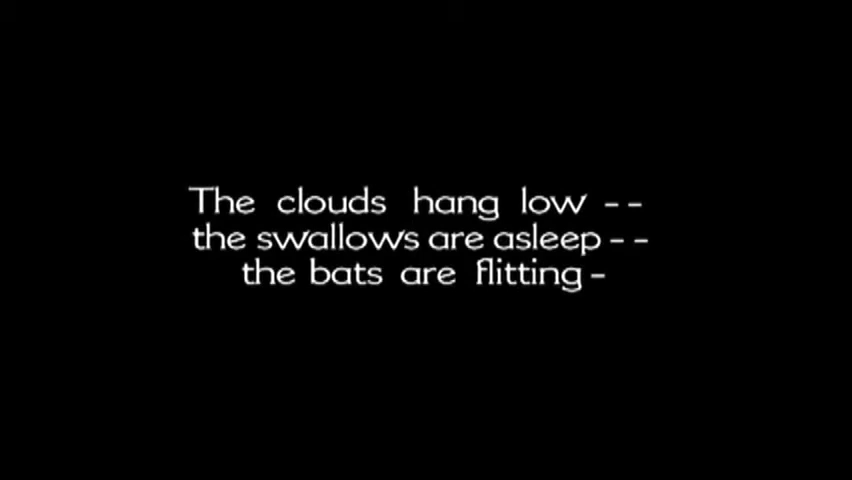 The clouds hang low --
the swallows are asleep--
the bats are flitting-